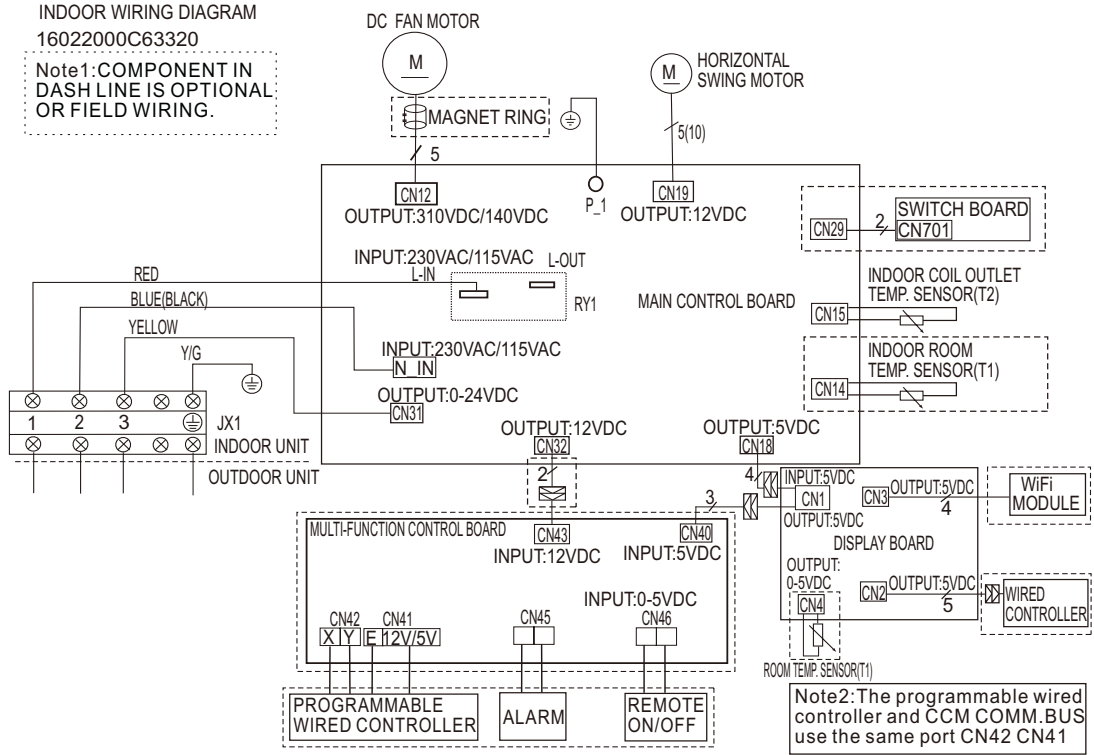 INDOOR WIRING DIAGRAM
16022000C63320
Note1:COMPONENT IN
DASH LINE IS OPTIONAL
OR FIELD WIRING.
DC FAN MOTOR
M
MAGNET RING
5
HORIZONTAL
SWING MOTOR
M
5(10)
CN12
OUTPUT:310VDC/140VDC
P_1
CN19
OUTPUT:12VDC
INPUT:230VAC/115VAC
L-IN
L-OUT
RY1
MAIN CONTROL BOARD
CN29
2
SWITCH BOARD
CN701
INDOOR COIL OUTLET
TEMP. SENSOR(T2)
CN15
INDOOR ROOM
TEMP. SENSOR(T1)
CN14
RED
BLUE(BLACK)
YELLOW
Y/G
INPUT:230VAC/115VAC
N_IN
OUTPUT:0-24VDC
CN31
1 2 3
JX1
INDOOR UNIT
OUTDOOR UNIT
OUTPUT:12VDC
CN32
2
OUTPUT:5VDC
CN18
4
3
MULTI-FUNCTION CONTROL BOARD
CN43
INPUT:12VDC
CN40
INPUT:5VDC
INPUT:5VDC
CN1
OUTPUT:5VDC
CN3
OUTPUT:5VDC
4
WiFi
MODULE
DISPLAY BOARD
OUTPUT:
0-5VDC
CN4
CN2
OUTPUT:5VDC
5
WIRED
CONTROLLER
ROOM TEMP. SENSOR(T1)
INPUT:0-5VDC
CN42
X Y
CN41
E 12V/5V
CN45
CN46
PROGRAMMABLE
WIRED CONTROLLER
ALARM
REMOTE
ON/OFF
Note2:The programmable wired
controller and CCM COMM.BUS
use the same port CN42 CN41